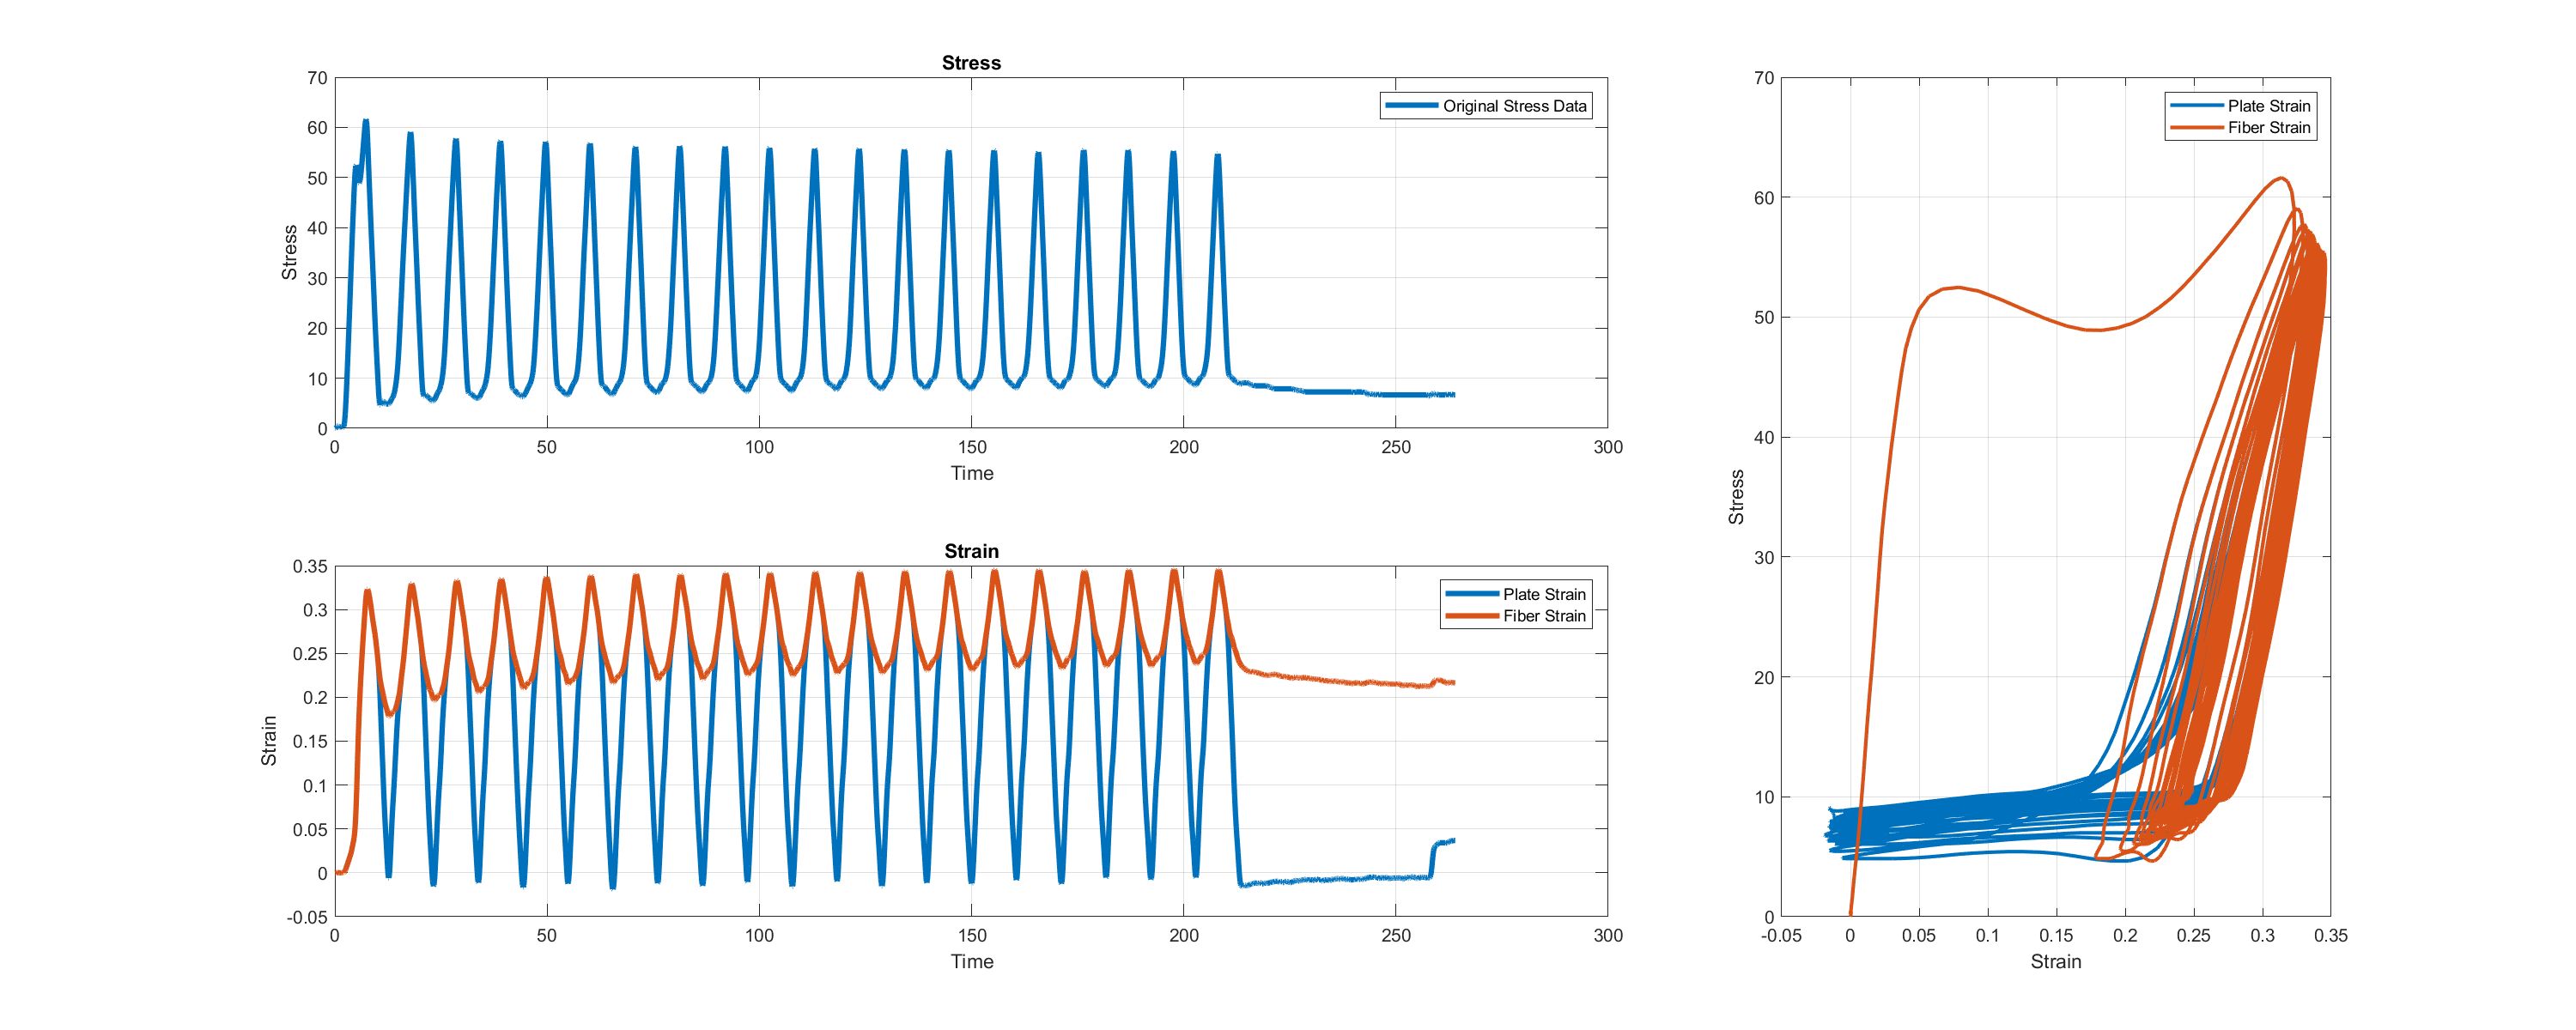 Stress
70
60
50
40
30
20
10
0
Stress
Original Stress Data
0 50 100 150 200 250 300
Time
Strain
0.35
0.3
0.25
0.2
0.15
0.1
0.05
0
-0.05
Strain
Plate Strain
Fiber Strain
0 50 100 150 200 250 300
Time
70
60
50
40
30
20
10
0
Stress
Plate Strain
Fiber Strain
-0.05 0 0.05 0.1 0.15 0.2 0.25 0.3 0.35
Strain